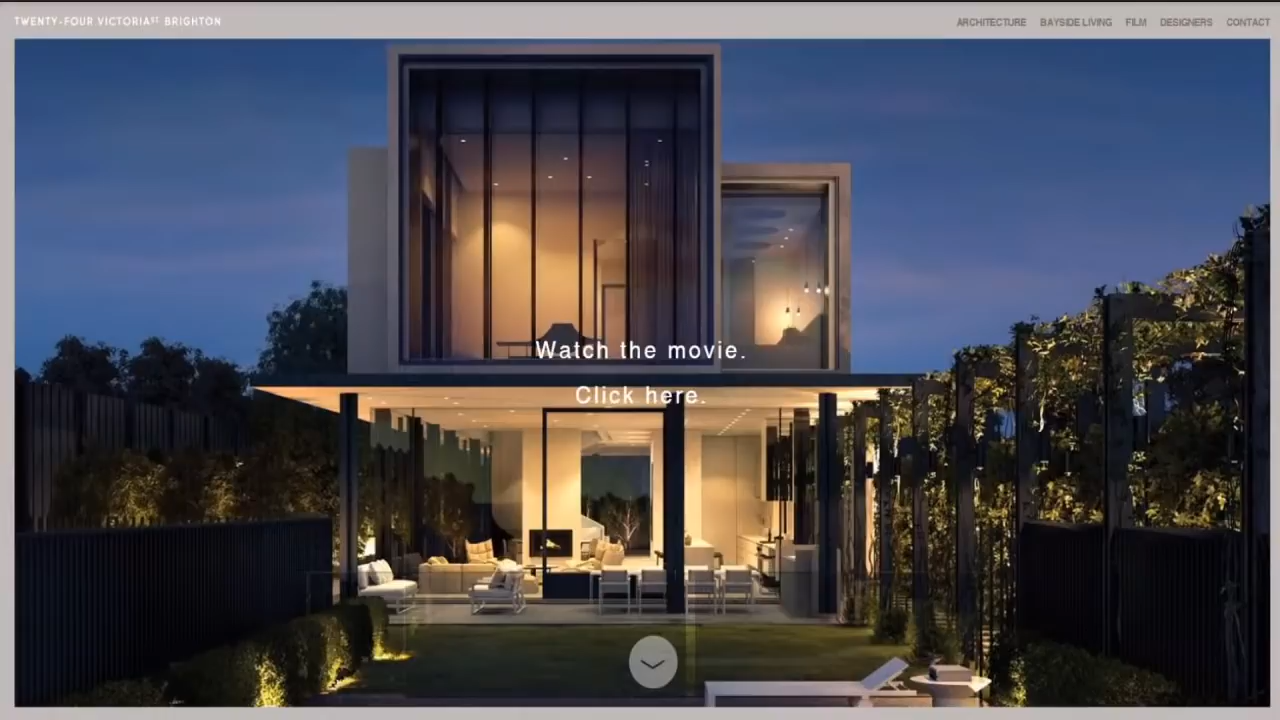 TWENTY-FOUR VICTORIA ST BRIGHTON
ARCHITECTURE BAYSIDE LIVING FILM DESIGNERS CONTACT
Watch the movie.
Click here.